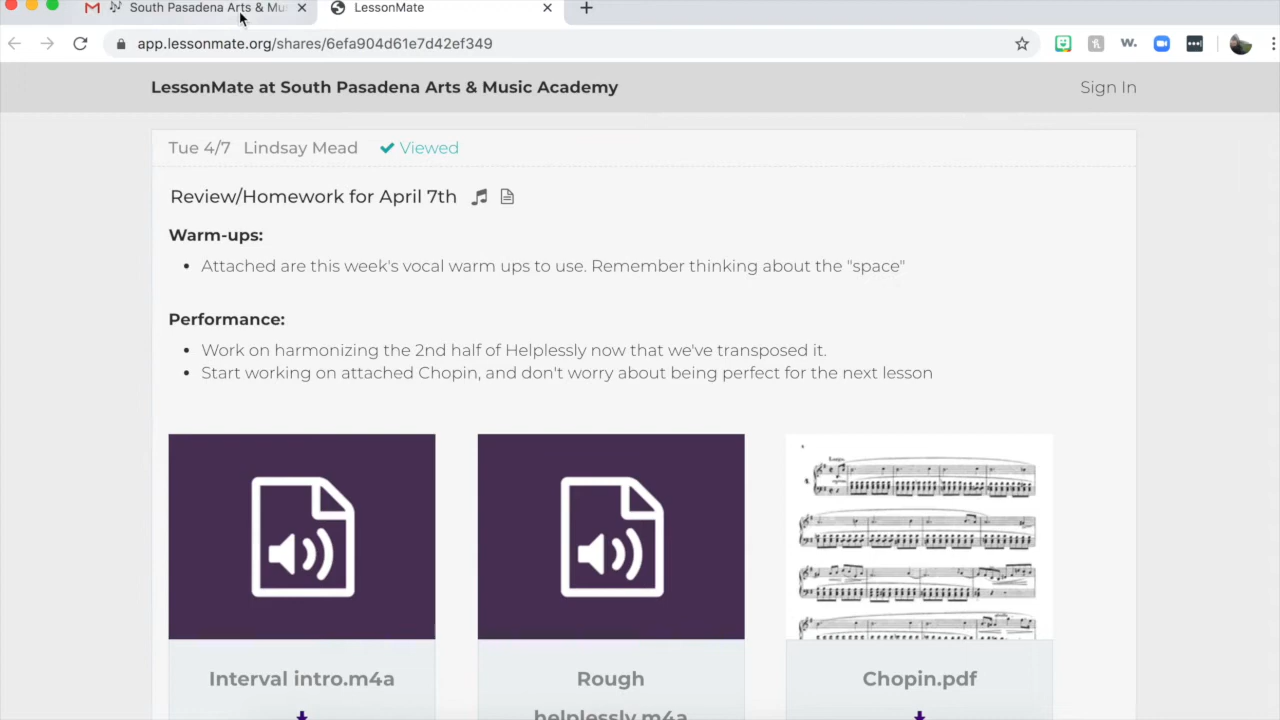 South Pasadena Arts & Mu
LessonMate
app.lessonmate.org/shares/6efa904d61e7d42ef349
LessonMate at South Pasadena Arts & Music Academy
Sign In
Tue 4/7 Lindsay Mead Viewed
Review/Homework for April 7th
Warm-ups:
• Attached are this week's vocal warm ups to use. Remember thinking about the "space"
Performance:
• Work on harmonizing the 2nd half of Helplessly now that we've transposed it.
• Start working on attached Chopin, and don't worry about being perfect for the next lesson
Interval intro.m4a
Rough
helplessly.m4a
Chopin.pdf